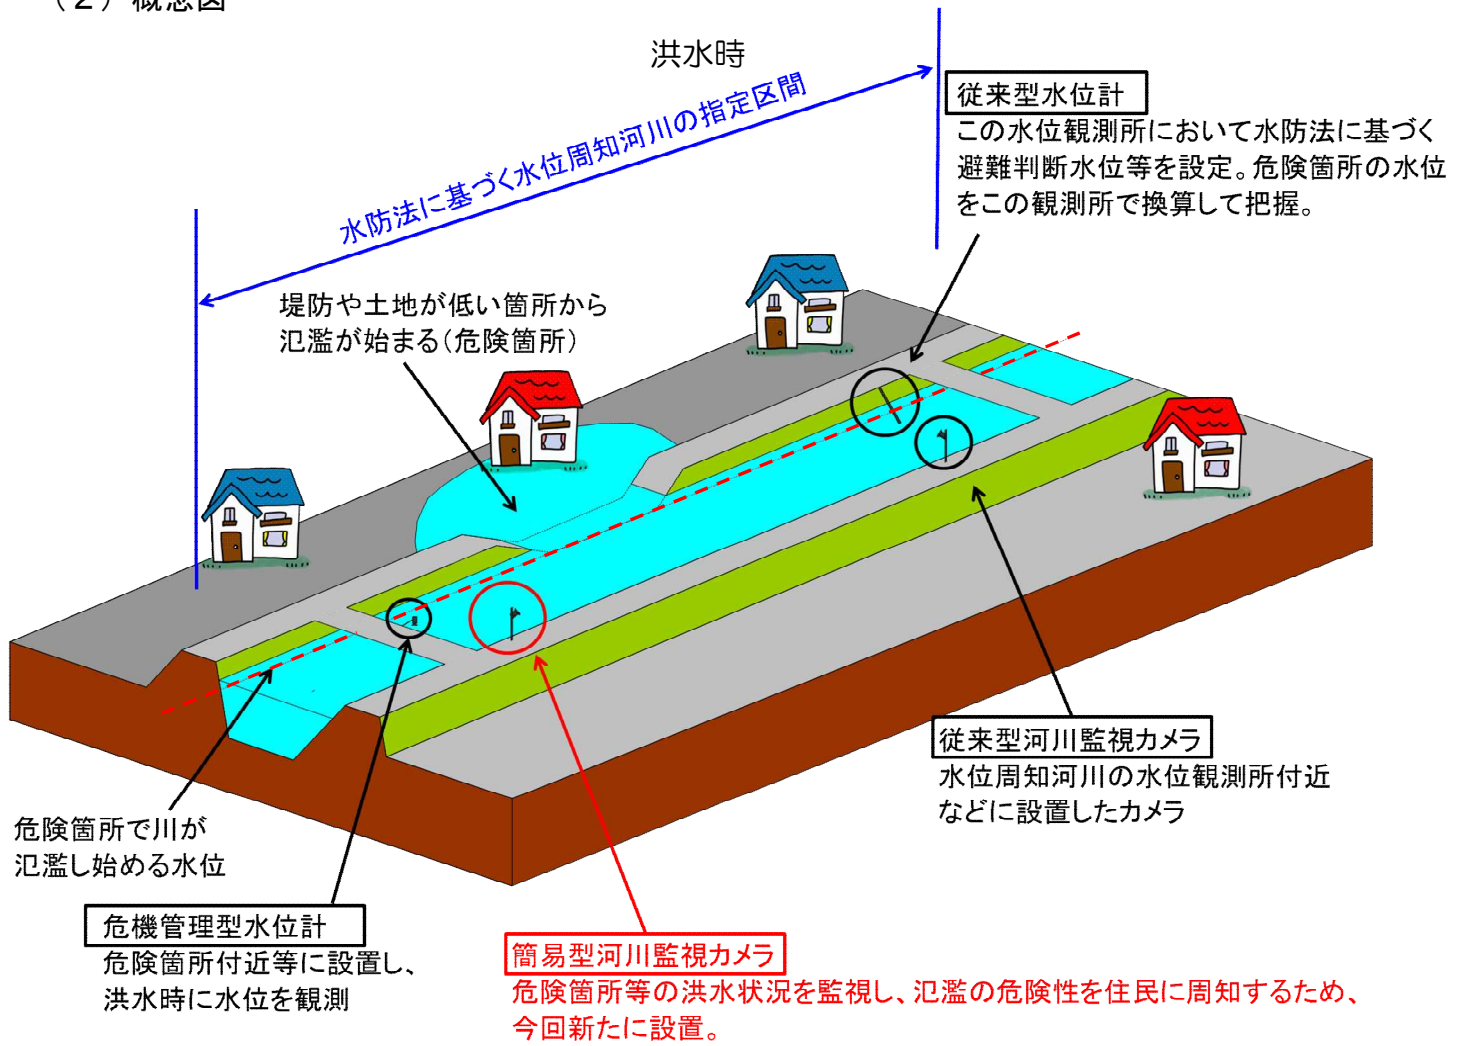 （2）概念図
洪水時
水防法に基づく水位周知河川の指定区間
従来型水位計
この水位観測所において水防法に基づく
避難判断水位等を設定。危険箇所の水位
をこの観測所で換算して把握。
堤防や土地が低い箇所から
氾濫が始まる（危険箇所）
従来型河川監視カメラ
水位周知河川の水位観測所付近
などに設置したカメラ
危険箇所で川が
氾濫し始める水位
危機管理型水位計
危険箇所付近等に設置し、
洪水時に水位を観測
簡易型河川監視カメラ
危険箇所等の洪水状況を監視し、氾濫の危険性を住民に周知するため、
今回新たに設置。